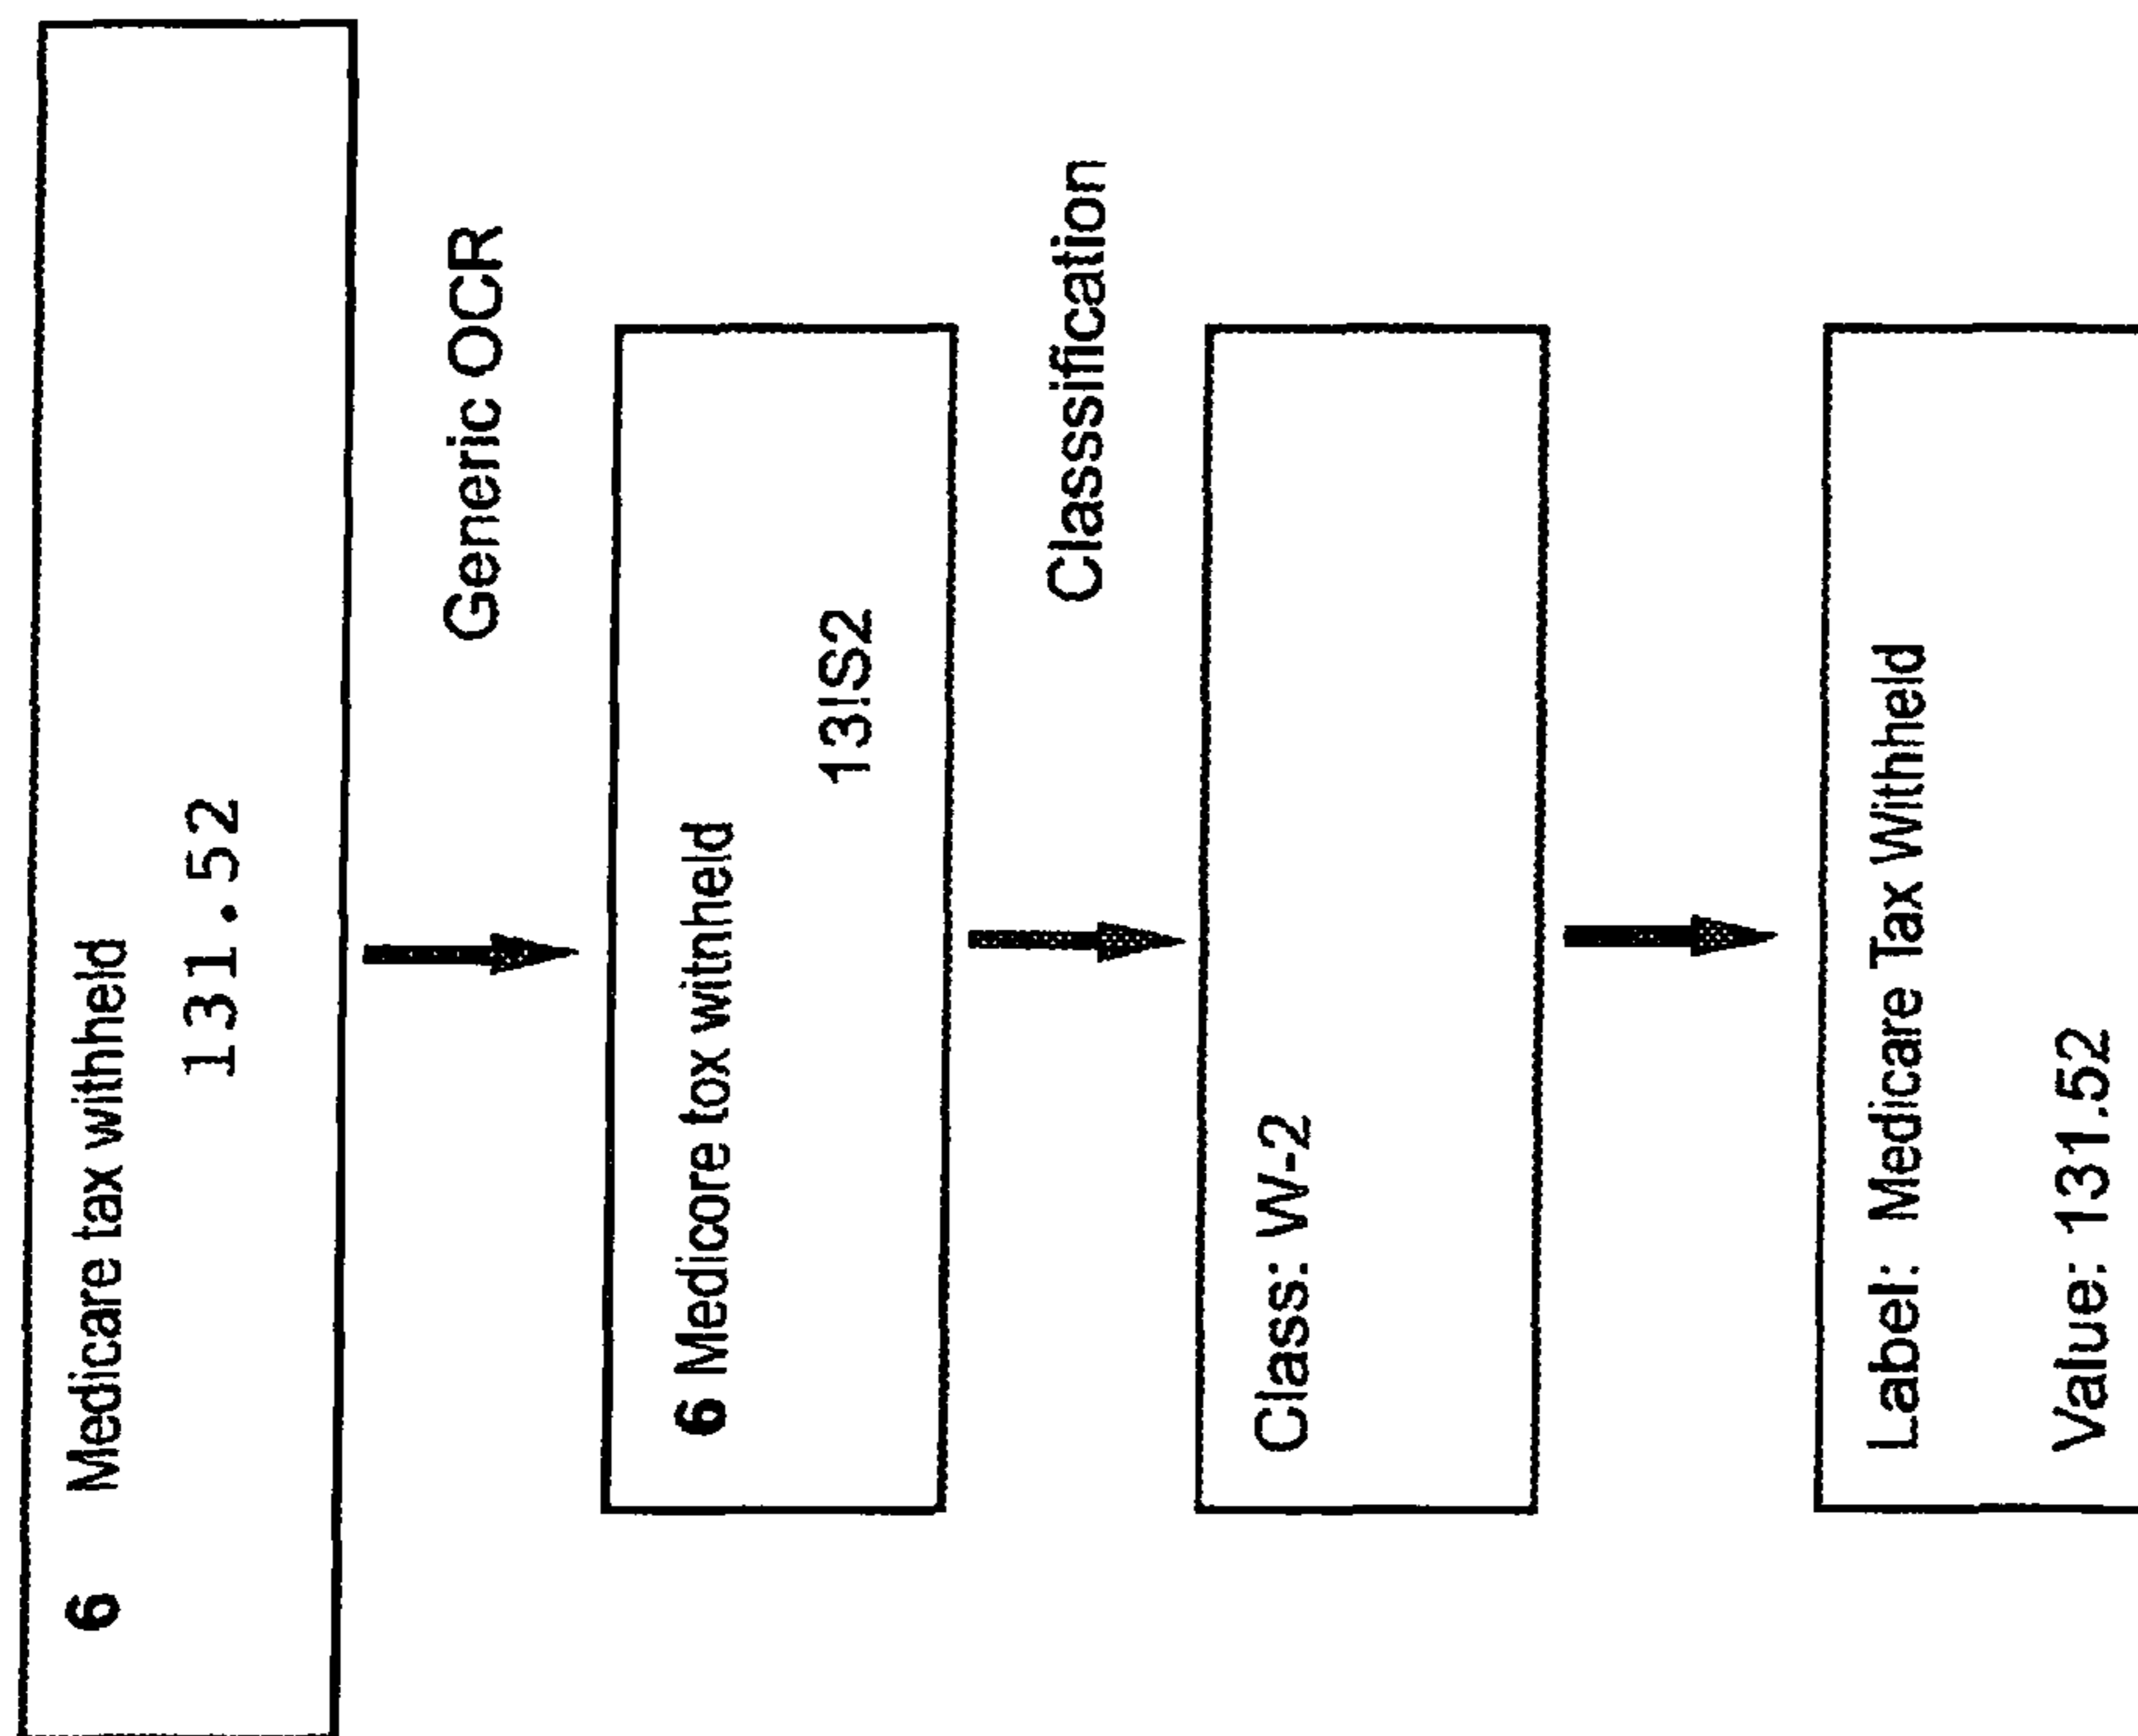 6 Medicare tax withheld
131.52
Generic OCR
6 Medicore tox witnheld
13!S2
Classification
Class: W-2
Label: Medicare Tax Withheld
Value: 131.52